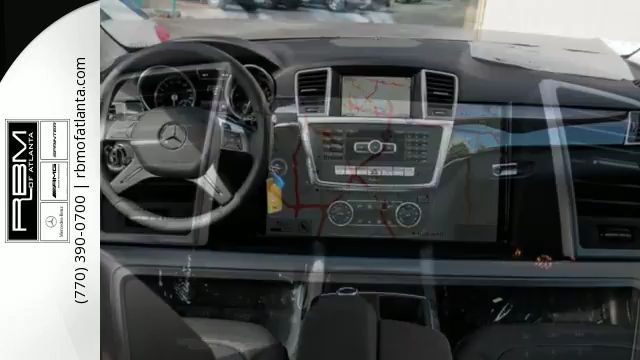 RBM
OF ATLANTA
SPRINTER
AMG
Mercedes-Benz
(770) 390-0700 | rbmofatlanta.com